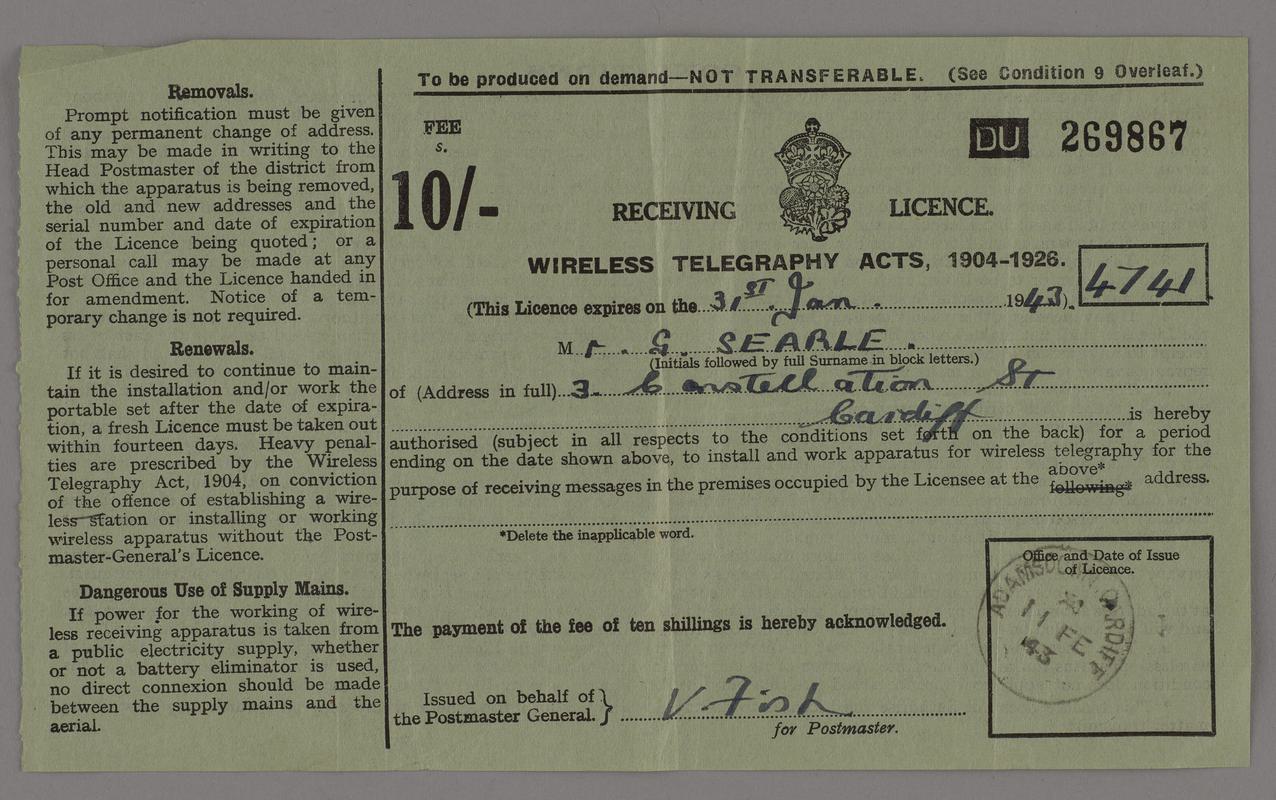 Removals.
Prompt notification must be given
of any permanent change of address.
This may be made in writing to the
Head Postmaster of the district from
which the apparatus is being removed,
the old and new addresses and the
serial number and date of expiration
of the Licence being quoted; or a
personal call may be made at any
Post Office and the Licence handed in
for amendment. Notice of a tem-
porary change is not required.
Renewals.
If it is desired to continue to main-
tain the installation and/or work the
portable set after the date of expira-
tion, a fresh Licence must be taken out
within fourteen days. Heavy penal-
ties are prescribed by the Wireless
Telegraphy Act, 1904, on conviction
of the offence of establishing a wire-
less station or installing or working
wireless apparatus without the Post-
master-General's Licence.
Dangerous Use of Supply Mains.
If power for the working of wire-
less receiving apparatus is taken from
a public electricity supply, whether
or not a battery eliminator is used,
no direct connexion should be made
between the supply mains and the
aerial.
To be produced on demand—NOT TRANSFERABLE. (See Condition 9 Overleaf.)
FEE
s.
10/-
DU 269867
RECEIVING LICENCE.
WIRELESS TELEGRAPHY ACTS, 1904-1926.
4741
(This Licence expires on the 31ST Jan. 1943).
Mr. G. SEARLE.
(Initials followed by full Surname in block letters.)
of (Address in full) 3. Constellation St
Cardiff is hereby
authorised (subject in all respects to the conditions set forth on the back) for a period
ending on the date shown above, to install and work apparatus for wireless telegraphy for the
purpose of receiving messages in the premises occupied by the Licensee at the above* following* address.
*Delete the inapplicable word.
Office and Date of Issue
of Licence.
ADAMSDOWN CARDIFF
11 FE
43
The payment of the fee of ten shillings is hereby acknowledged.
Issued on behalf of
the Postmaster General. V. Fish
for Postmaster.